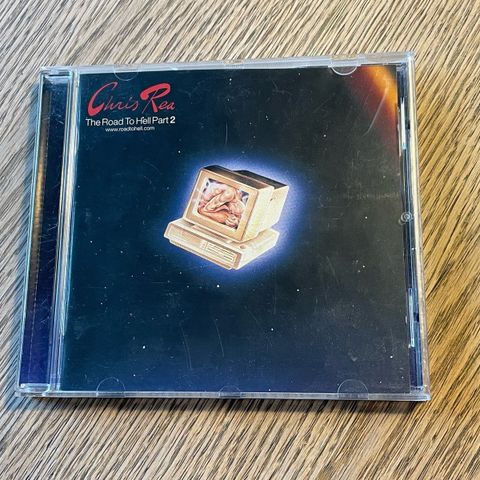 Chris Rea
The Road To Hell Part 2
www.roadtohell.com